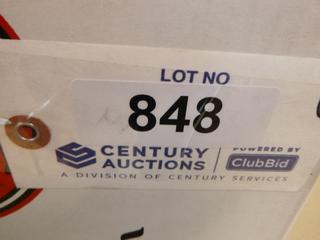 LOT NO
848
CENTURY AUCTIONS
POWERED BY
ClubBid
A DIVISION OF CENTURY SERVICES